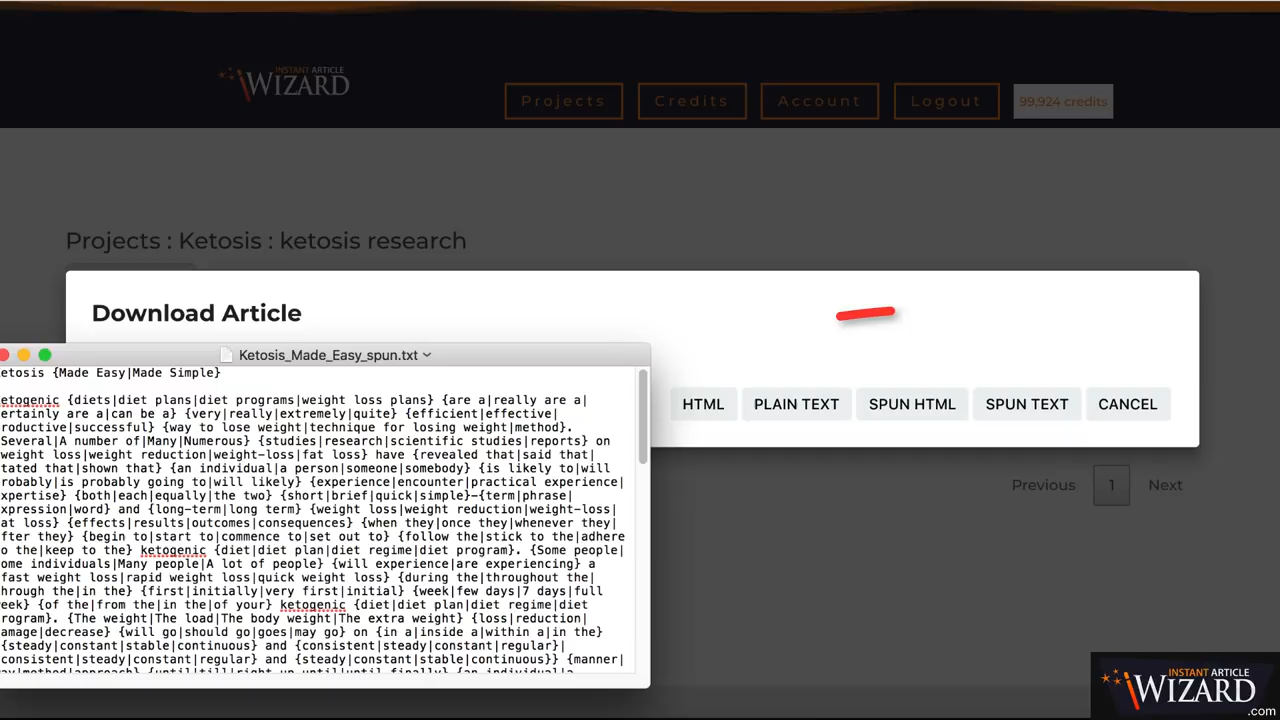 INSTANT ARTICLE
WIZARD
Projects
Credits
Account
Logout
99,924 credits
Projects : Ketosis : ketosis research
Download Article
HTML
PLAIN TEXT
SPUN HTML
SPUN TEXT
CANCEL
Previous
1
Next
Ketosis_Made_Easy_spun.txt
etosis {Made Easy|Made Simple}
etogenic {diets|diet plans|diet programs|weight loss plans} {are a|really are a|
ertainly are a|can be a} {very|really|extremely|quite} {efficient|effective|
roductive|successful} {way to lose weight|technique for losing weight|method}.
Several|A number of|Many|Numerous} {studies|research|scientific studies|reports} on
weight loss|weight reduction|weight-loss|fat loss} have {revealed that|said that|
tated that|shown that} {an individual|a person|someone|somebody} {is likely to|will
robably|is probably going to|will likely} {experience|encounter|practical experience|
xpertise} {both|each|equally|the two} {short|brief|quick|simple}-{term|phrase|
xpression|word} and {long-term|long term} {weight loss|weight reduction|weight-loss|
at loss} {effects|results|outcomes|consequences} {when they|once they|whenever they|
fter they} {begin to|start to|commence to|set out to} {follow the|stick to the|adhere
o the|keep to the} ketogenic {diet|diet plan|diet regime|diet program}. {Some people|
ome individuals|Many people|A lot of people} {will experience|are experiencing} a
fast weight loss|rapid weight loss|quick weight loss} {during the|throughout the|
hrough the|in the} {first|initially|very first|initial} {week|few days|7 days|full
eek} {of the|from the|in the|of your} ketogenic {diet|diet plan|diet regime|diet
rogram}. {The weight|The load|The body weight|The extra weight} {loss|reduction|
amage|decrease} {will go|should go|goes|may go} on {in a|inside a|within a|in the}
{steady|constant|stable|continuous} and {consistent|steady|constant|regular}|
consistent|steady|constant|regular} and {steady|constant|stable|continuous}} {manner|
ay|method|approach} {until|till|right up until|until finally} {an individual|a
INSTANT ARTICLE
WIZARD
.com